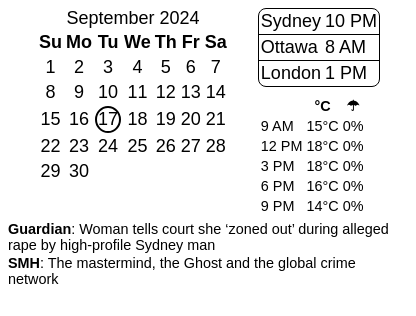 September 2024
Su Mo Tu We Th Fr Sa
1 2 3 4 5 6 7
8 9 10 11 12 13 14
15 16 17 18 19 20 21
22 23 24 25 26 27 28
29 30
Sydney 10 PM
Ottawa 8 AM
London 1 PM
°C ☂
9 AM 15°C 0%
12 PM 18°C 0%
3 PM 18°C 0%
6 PM 16°C 0%
9 PM 14°C 0%
Guardian: Woman tells court she ‘zoned out’ during alleged
rape by high-profile Sydney man
SMH: The mastermind, the Ghost and the global crime
network